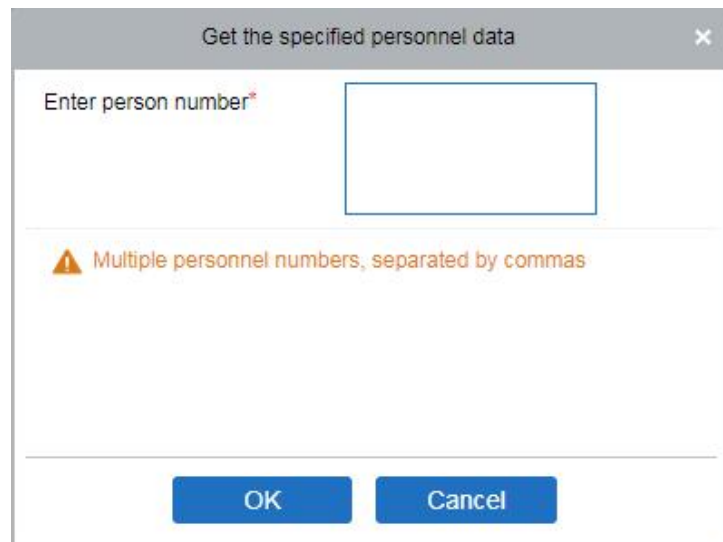 Get the specified personnel data
Enter person number*
Multiple personnel numbers, separated by commas
OK
Cancel